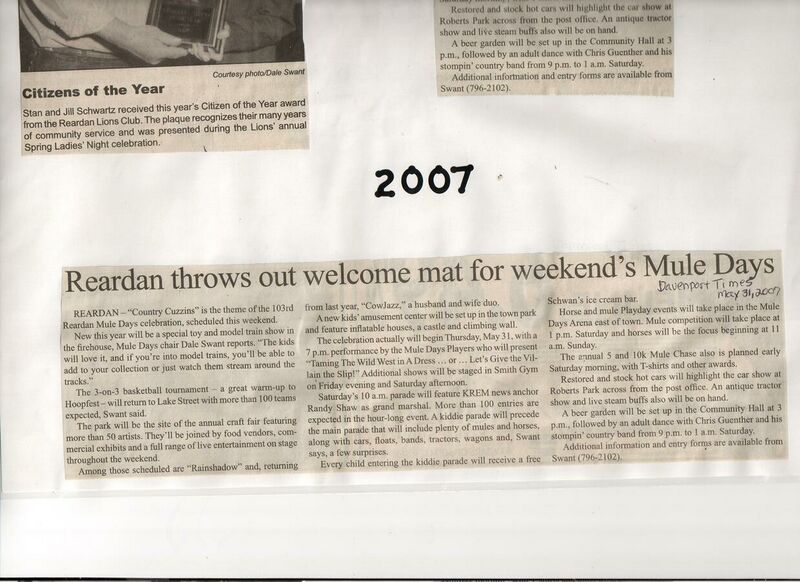 Courtesy photo/Dale Swant
Citizens of the Year
Stan and Jill Schwartz received this year's Citizen of the Year award
from the Reardan Lions Club. The plaque recognizes their many years
of community service and was presented during the Lions' annual
Spring Ladies' Night celebration.
Restored and stock hot cars will highlight the car show at
Roberts Park across from the post office. An antique tractor
show and live steam buffs also will be on hand.
A beer garden will be set up in the Community Hall at 3
p.m., followed by an adult dance with Chris Guenther and his
stompin' country band from 9 p.m. to 1 a.m. Saturday.
Additional information and entry forms are available from
Swant (796-2102).
2007
Reardan throws out welcome mat for weekend's Mule Days
Davenport Times
May 31, 2007
REARDAN – "Country Cuzzins" is the theme of the 103rd
Reardan Mule Days celebration, scheduled this weekend.
New this year will be a special toy and model train show in
the firehouse, Mule Days chair Dale Swant reports. "The kids
will love it, and if you're into model trains, you'll be able to
add to your collection or just watch them stream around the
tracks."
The 3-on-3 basketball tournament – a great warm-up to
Hoopfest – will return to Lake Street with more than 100 teams
expected, Swant said.
The park will be the site of the annual craft fair featuring
more than 50 artists. They'll be joined by food vendors, com-
mercial exhibits and a full range of live entertainment on stage
throughout the weekend.
Among those scheduled are "Rainshadow" and, returning
from last year, "CowJazz," a husband and wife duo.
A new kids' amusement center will be set up in the town park
and feature inflatable houses, a castle and climbing wall.
The celebration actually will begin Thursday, May 31, with a
7 p.m. performance by the Mule Days Players who will present
"Taming The Wild West in A Dress . . . or . . . Let's Give the Vil-
lain the Slip!" Additional shows will be staged in Smith Gym
on Friday evening and Saturday afternoon.
Saturday's 10 a.m. parade will feature KREM news anchor
Randy Shaw as grand marshal. More than 100 entries are
expected in the hour-long event. A kiddie parade will precede
the main parade that will include plenty of mules and horses,
along with cars, floats, bands, tractors, wagons and, Swant
says, a few surprises.
Every child entering the kiddie parade will receive a free
Schwan's ice cream bar.
Horse and mule Playday events will take place in the Mule
Days Arena east of town. Mule competition will take place at
1 p.m. Saturday and horses will be the focus beginning at 11
a.m. Sunday.
The annual 5 and 10k Mule Chase also is planned early
Saturday morning, with T-shirts and other awards.
Restored and stock hot cars will highlight the car show at
Roberts Park across from the post office. An antique tractor
show and live steam buffs also will be on hand.
A beer garden will be set up in the Community Hall at 3
p.m., followed by an adult dance with Chris Guenther and his
stompin' country band from 9 p.m. to 1 a.m. Saturday.
Additional information and entry forms are available from
Swant (796-2102).